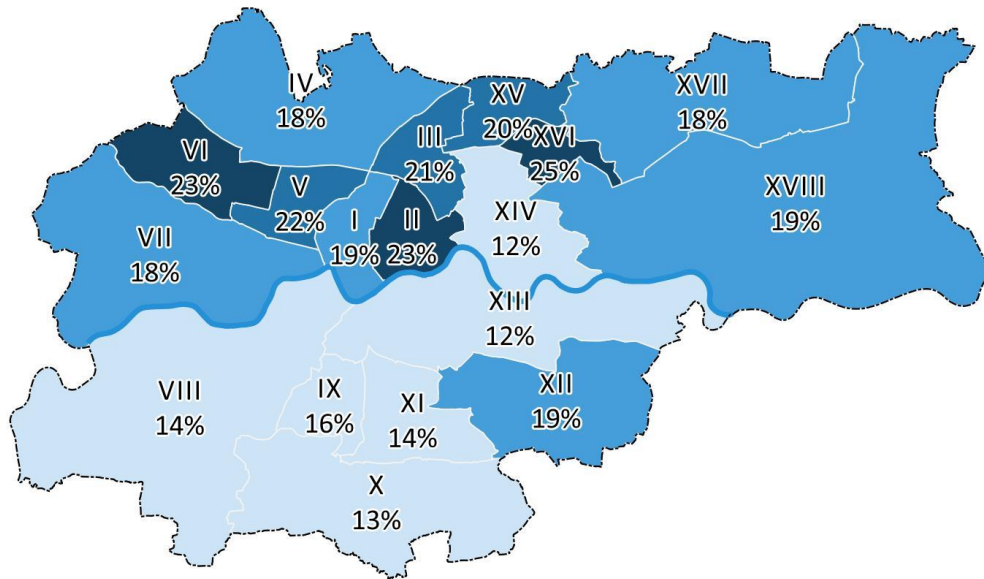 IV
18%
XV
20%
XVII
18%
III
21%
XVI
25%
VI
23%
V
22%
I
19%
II
23%
XIV
12%
XVIII
19%
VII
18%
XIII
12%
VIII
14%
IX
16%
XI
14%
XII
19%
X
13%